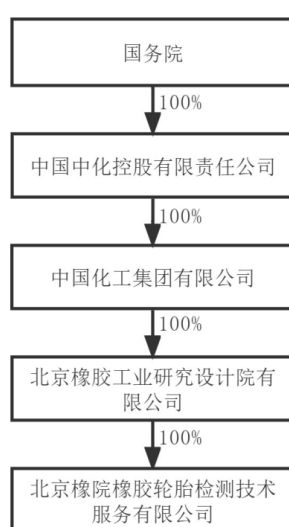 国务院
100%
中国中化控股有限责任公司
100%
中国化工集团有限公司
100%
北京橡胶工业研究设计院有
限公司
100%
北京橡院橡胶轮胎检测技术
服务有限公司